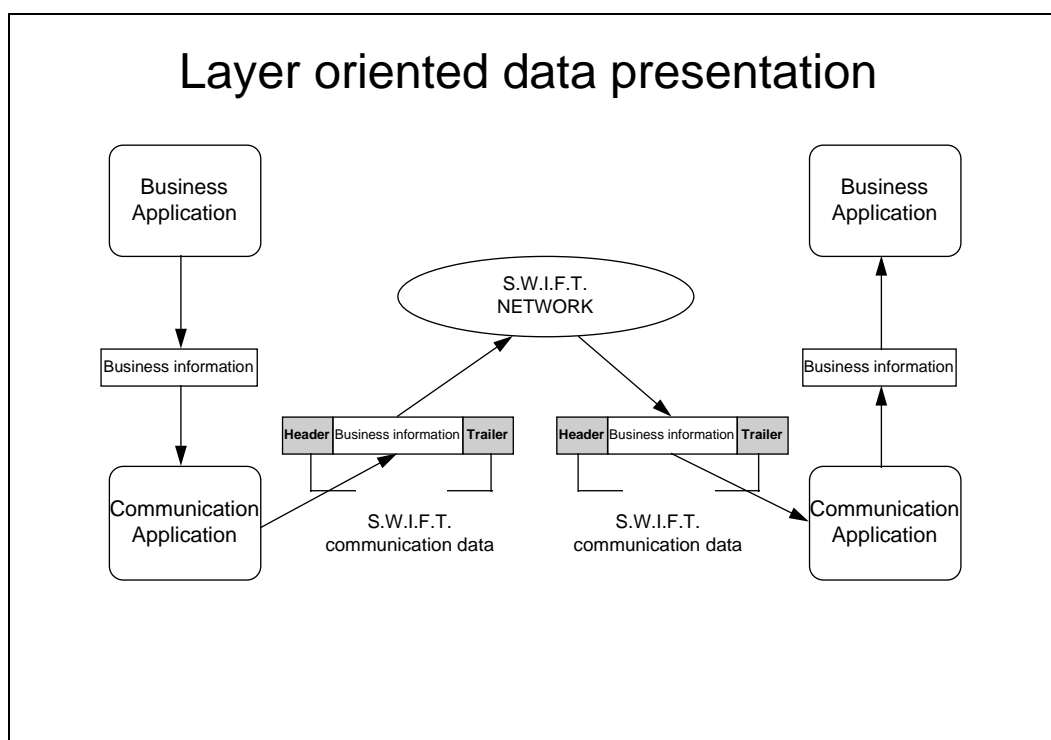 Layer oriented data presentation
Business
Application
Business
Application
S.W.I.F.T.
NETWORK
Business information
Business information
Header
Business information
Trailer
Header
Business information
Trailer
Communication
Application
S.W.I.F.T.
communication data
S.W.I.F.T.
communication data
Communication
Application